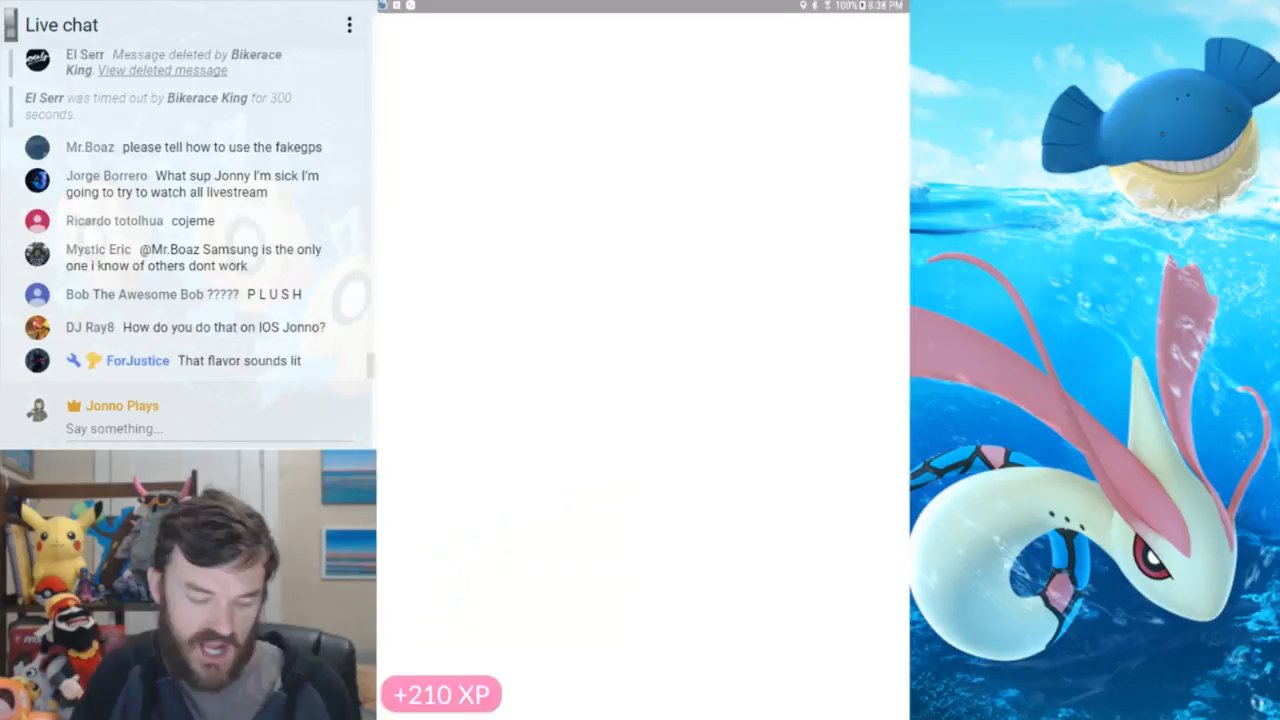 Live chat
100% 8:38 PM
El Serr Message deleted by Bikerace
King. View deleted message
El Serr was timed out by Bikerace King for 300
seconds.
Mr.Boaz please tell how to use the fakegps
Jorge Borrero What sup Jonny I'm sick I'm
going to try to watch all livestream
Ricardo totolhua cojeme
Mystic Eric @Mr.Boaz Samsung is the only
one i know of others dont work
Bob The Awesome Bob ????? P L U S H
DJ Ray8 How do you do that on IOS Jonno?
ForJustice That flavor sounds lit
Jonno Plays
Say something...
+210 XP